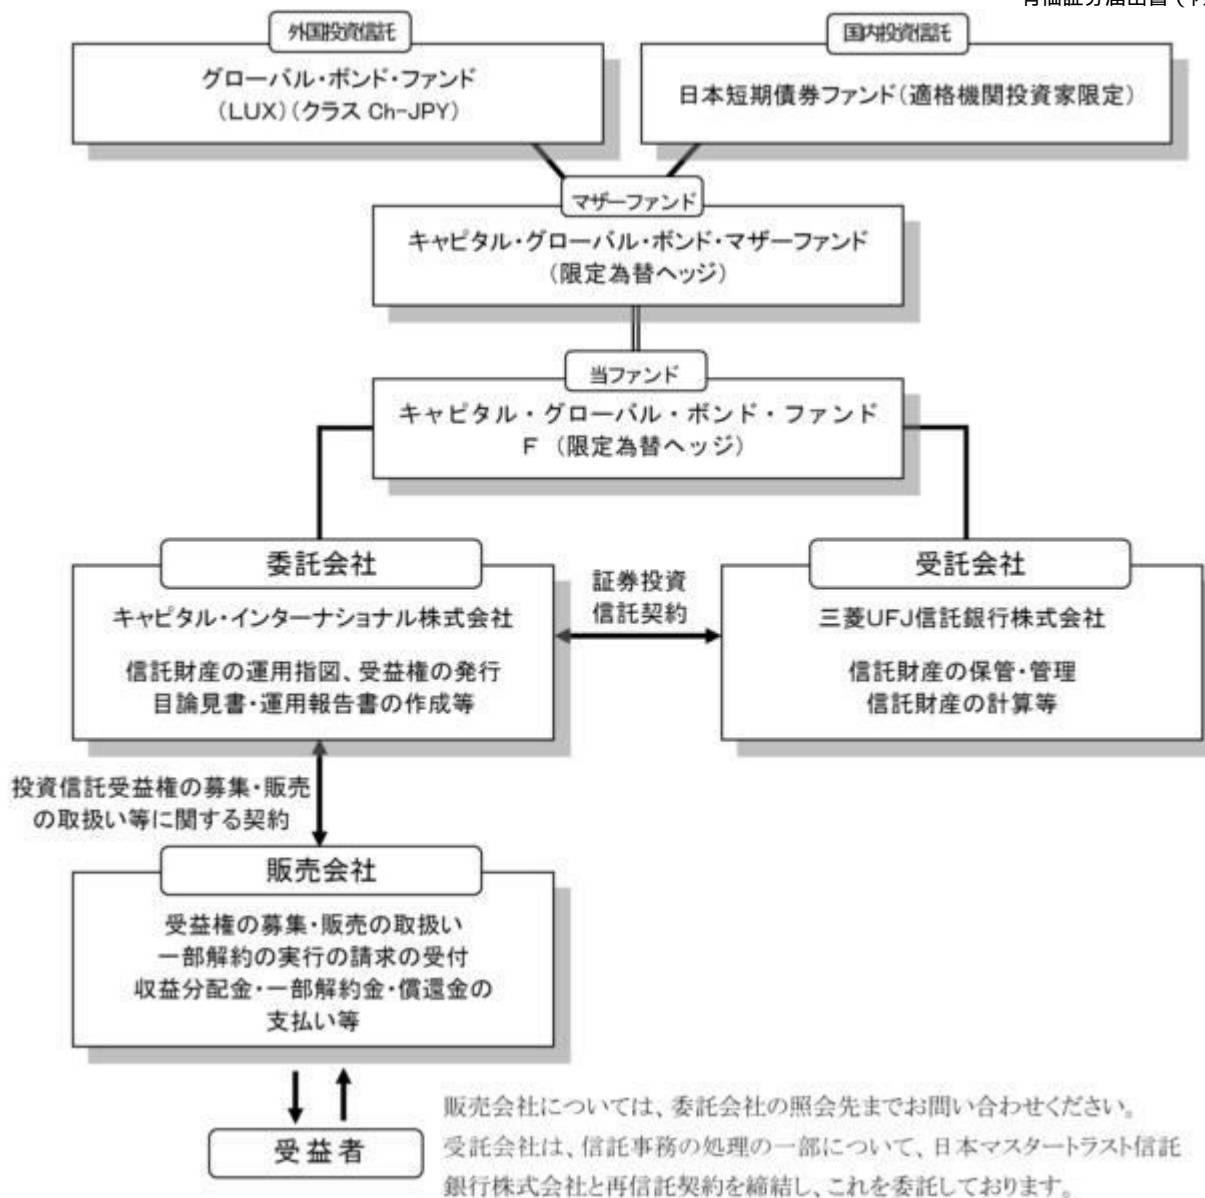 外国投資信託
グローバル・ボンド・ファンド
(LUX)(クラス Ch-JPY)
国内投資信託
日本短期債券ファンド(適格機関投資家限定)
マザーファンド
キャピタル・グローバル・ボンド・マザーファンド
(限定為替ヘッジ)
当ファンド
キャピタル・グローバル・ボンド・ファンド
F (限定為替ヘッジ)
委託会社
キャピタル・インターナショナル株式会社
信託財産の運用指図、受益権の発行
目論見書・運用報告書の作成等
証券投資
信託契約
受託会社
三菱UFJ信託銀行株式会社
信託財産の保管・管理
信託財産の計算等
投資信託受益権の募集・販売
の取扱い等に関する契約
販売会社
受益権の募集・販売の取扱い
一部解約の実行の請求の受付
収益分配金・一部解約金・償還金の
支払い等
受益者
販売会社については、委託会社の照会先までお問い合わせください。
受託会社は、信託事務の処理の一部について、日本マスタートラスト信託
銀行株式会社と再信託契約を締結し、これを委託しております。